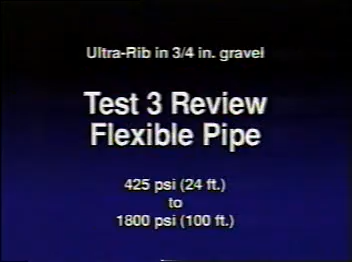 Ultra-Rib in 3/4 in. gravel
Test 3 Review
Flexible Pipe
425 psi (24 ft.)
to
1800 psi (100 ft.)